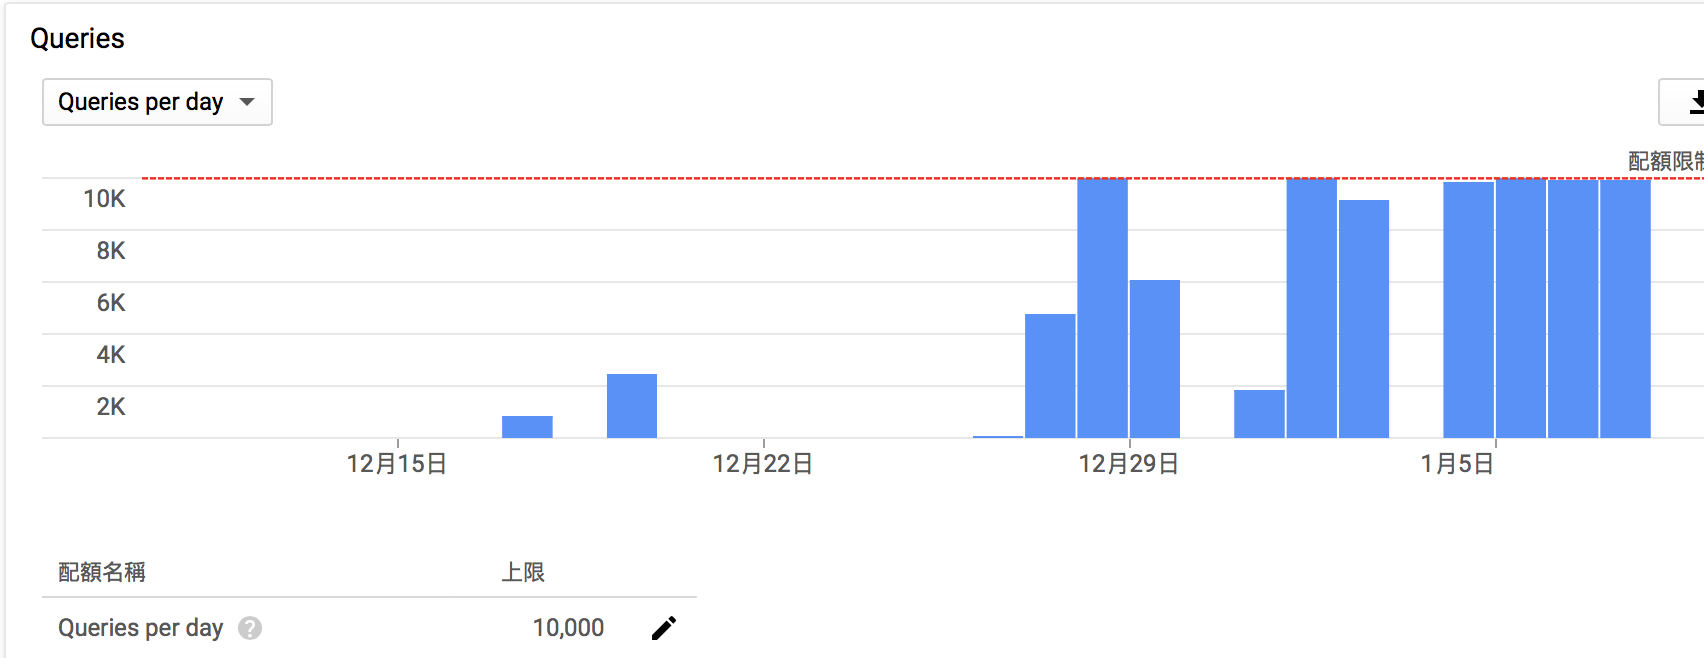 Queries
Queries per day
配額限制
10K
8K
6K
4K
2K
12月15日
12月22日
12月29日
1月5日
配額名稱
上限
Queries per day
10,000